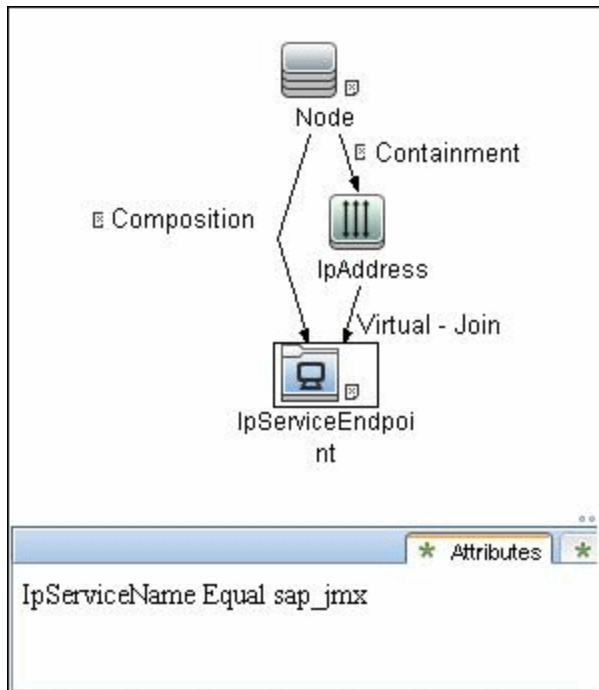 Node
Containment
Composition
IpAddress
Virtual - Join
IpServiceEndpoi
nt
Attributes
IpServiceName Equal sap_jmx